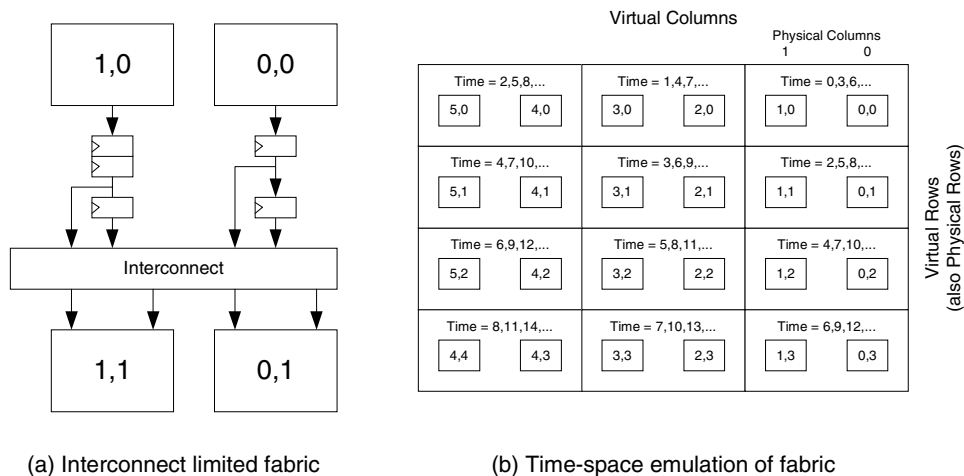 1,0 0,0
Interconnect
1,1 0,1
(a) Interconnect limited fabric
Virtual Columns
Physical Columns
1 0
Time = 2,5,8,... Time = 1,4,7,... Time = 0,3,6,...
5,0 4,0 3,0 2,0 1,0 0,0
Time = 4,7,10,... Time = 3,6,9,... Time = 2,5,8,...
5,1 4,1 3,1 2,1 1,1 0,1
Time = 6,9,12,... Time = 5,8,11,... Time = 4,7,10,...
5,2 4,2 3,2 2,2 1,2 0,2
Time = 8,11,14,... Time = 7,10,13,... Time = 6,9,12,...
4,4 4,3 3,3 2,3 1,3 0,3
Virtual Rows
(also Physical Rows)
(b) Time-space emulation of fabric